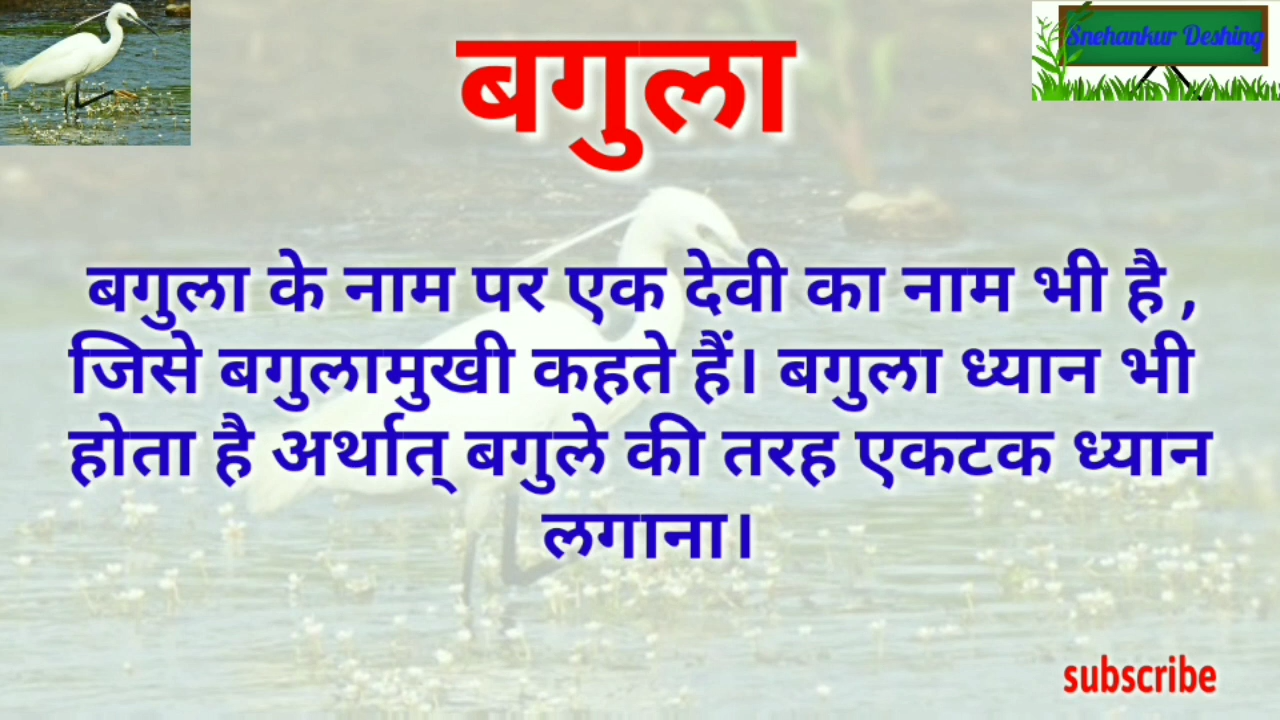 Snehankur Deshing
बगुला
बगुला के नाम पर एक देवी का नाम भी है ,
जिसे बगुलामुखी कहते हैं। बगुला ध्यान भी
होता है अर्थात् बगुले की तरह एकटक ध्यान
लगाना।
subscribe